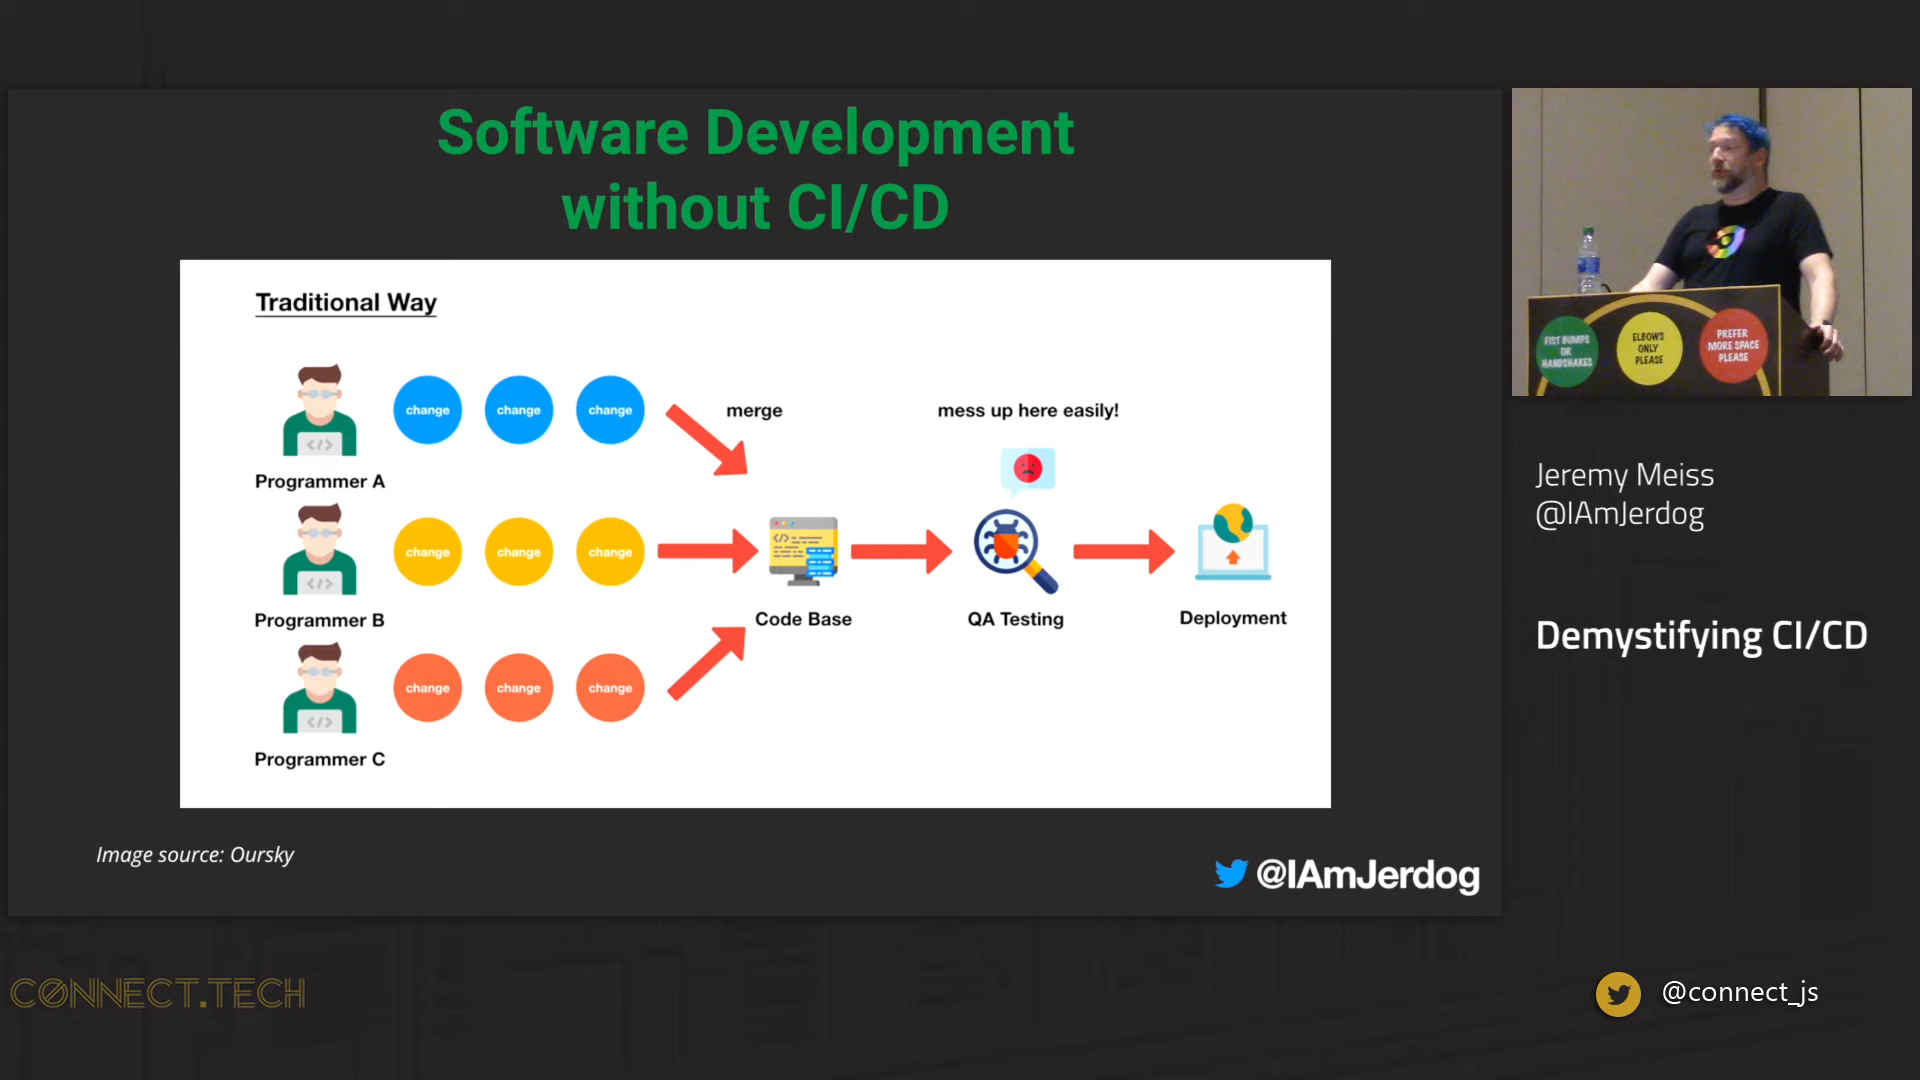 Software Development
without CI/CD
Traditional Way
change change change
merge
mess up here easily!
Programmer A
</>
change change change
Programmer B
</>
Code Base
QA Testing
Deployment
change change change
Programmer C
</>
</>
Image source: Oursky
@IAmJerdog
FIST BUMPS
OR
HANDSHAKES
ELBOWS
ONLY
PLEASE
PREFER
MORE SPACE
PLEASE
Jeremy Meiss
@IAmJerdog
Demystifying CI/CD
CONNECT.TECH
@connect_js